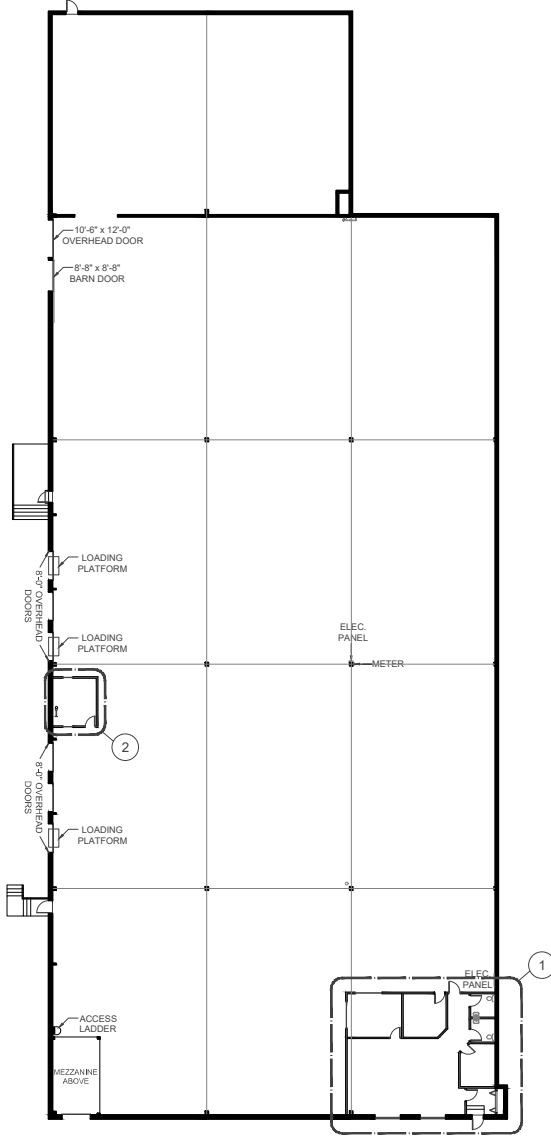 10'-6" x 12'-0"
OVERHEAD DOOR
8'-8" x 8'-8"
BARN DOOR
LOADING
PLATFORM
8'-0" OVERHEAD
DOORS
ELEC.
PANEL
LOADING
PLATFORM
METER
2
8'-0" OVERHEAD
DOORS
LOADING
PLATFORM
1
ELEC.
PANEL
ACCESS
LADDER
MEZZANINE
ABOVE